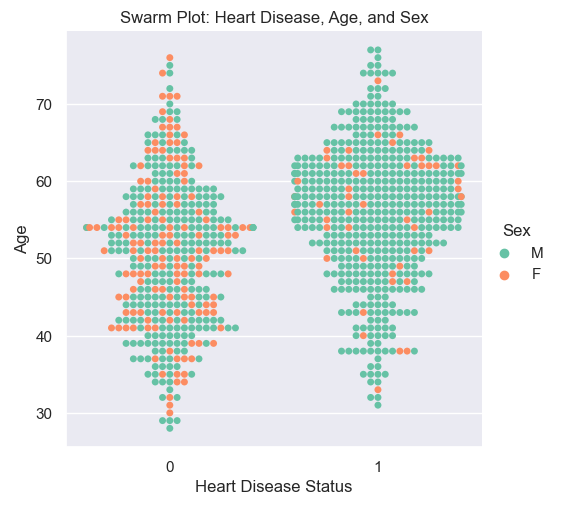 Swarm Plot: Heart Disease, Age, and Sex
Age
70
60
50
40
30
0
1
Heart Disease Status
Sex
M
F